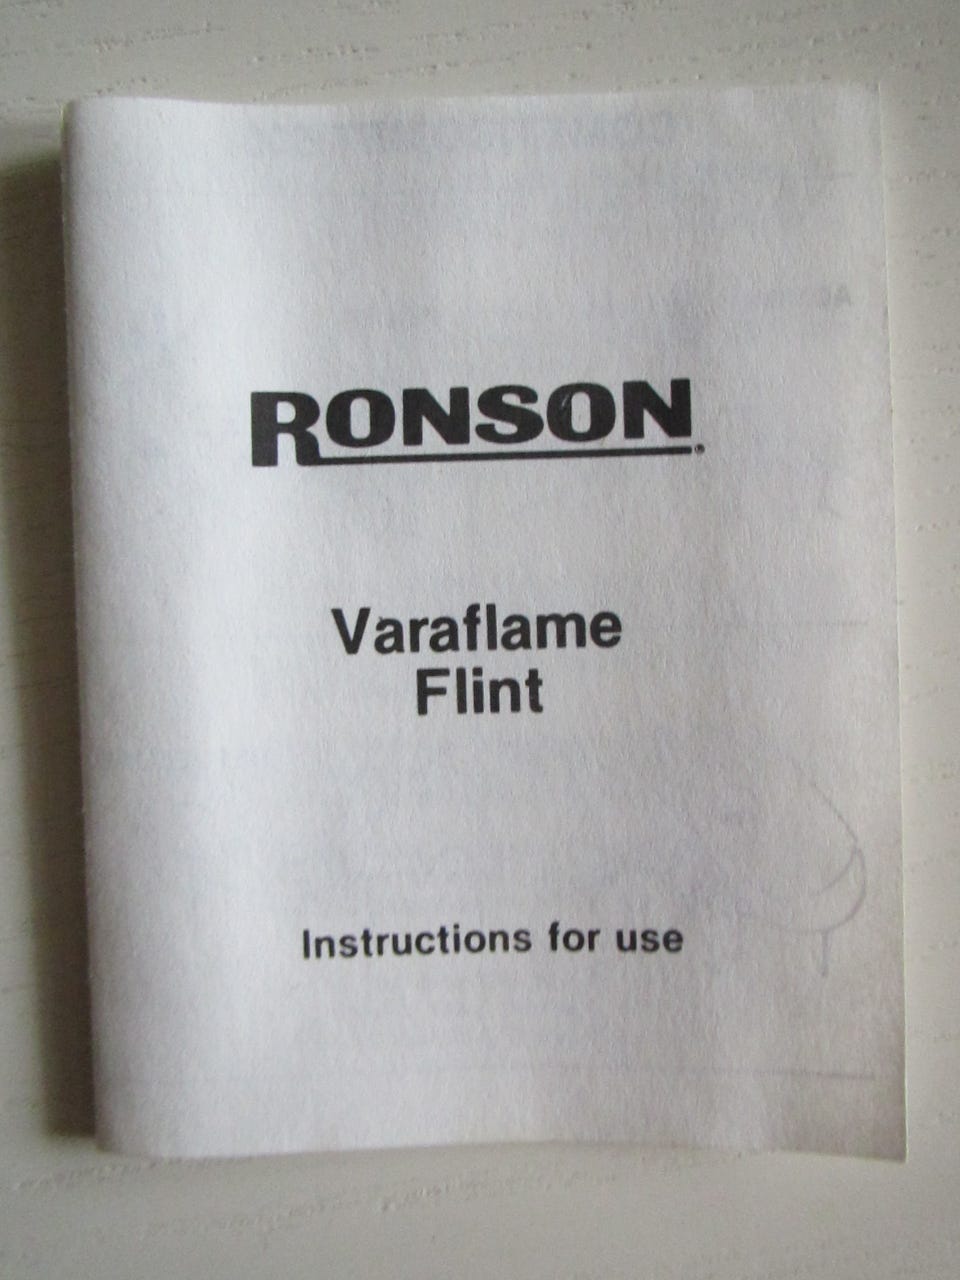 RONSON
Varaflame
Flint
Instructions for use